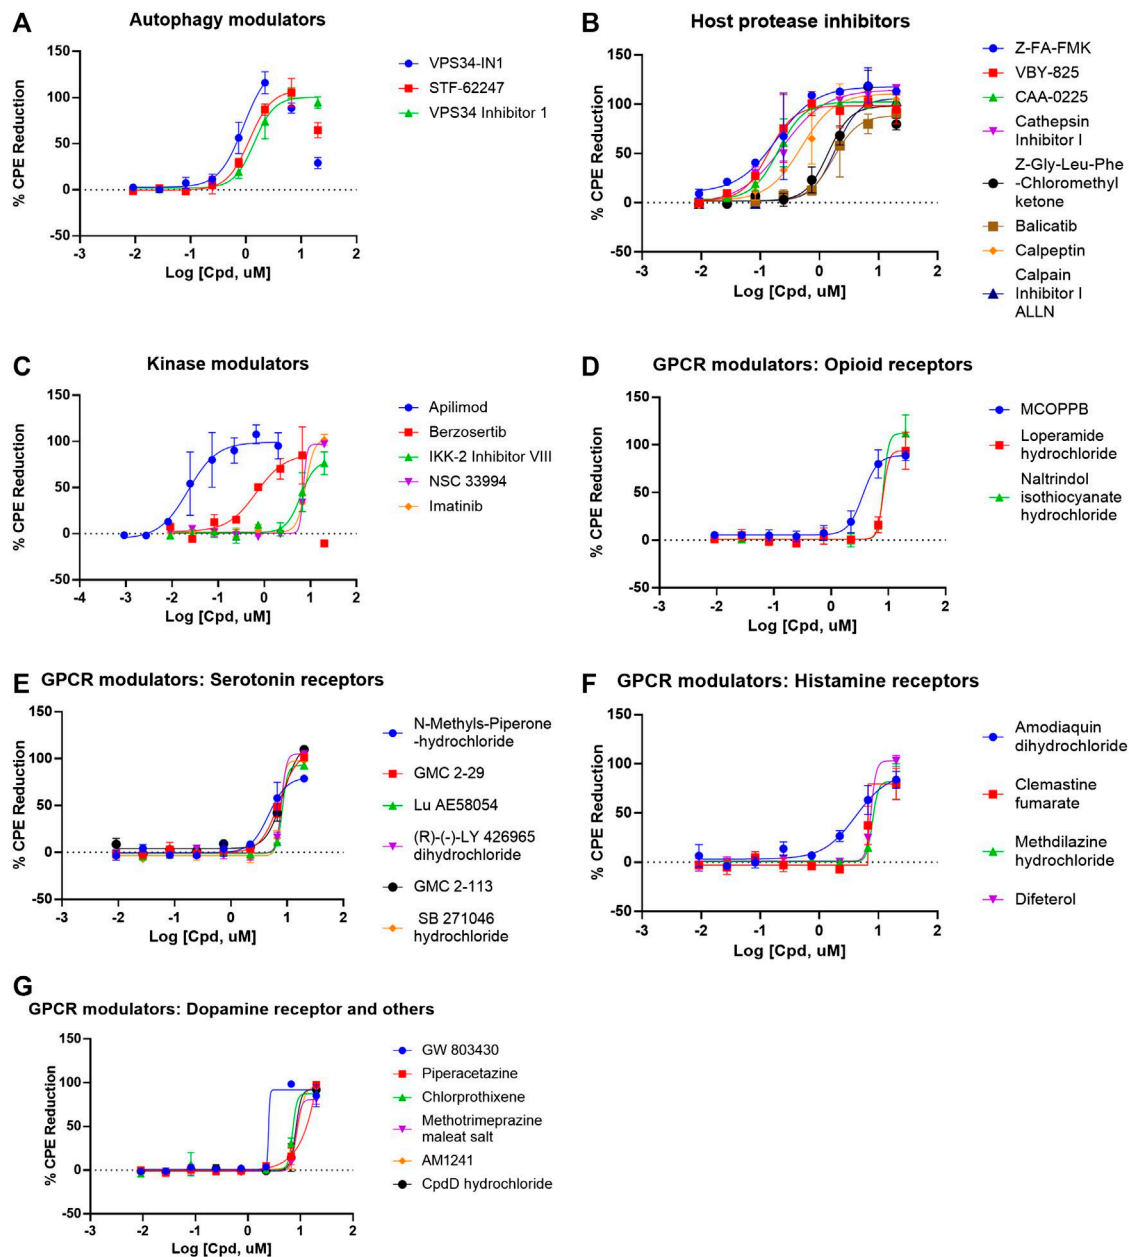 A
Autophagy modulators
% CPE Reduction
150
100
50
0
50
-3
-2
-1
0
1
2
Log [Cpd, uM]
VPS34-IN1
STF-62247
VPS34 Inhibitor 1
B
Host protease inhibitors
% CPE Reduction
150
100
50
0
50
-3
-2
-1
0
1
2
Log [Cpd, uM]
Z-FA-FMK
VBY-825
CAA-0225
Cathepsin
Inhibitor I
Z-Gly-Leu-Phe
-Chloromethyl
ketone
Balicatib
Calpeptin
Calpain
Inhibitor I
ALLN
C
Kinase modulators
% CPE Reduction
150
100
50
0
-50
-4
-3
-2
-1
0
1
2
Log [Cpd, uM]
Apilimod
Berzosertib
IKK-2 Inhibitor VIII
NSC 33994
Imatinib
D
GPCR modulators: Opioid receptors
% CPE Reduction
150
100
50
0
-50
-3
-2
-1
0
1
2
Log [Cpd, uM]
MCOPPB
Loperamide
hydrochloride
Naltrindol
isothiocyanate
hydrochloride
E
GPCR modulators: Serotonin receptors
% CPE Reduction
150
100
50
0
-50
-3
-2
-1
0
1
2
Log [Cpd, uM]
N-Methyls-Piperone
-hydrochloride
GMC 2-29
Lu AE58054
(R)-(-)-LY 426965
dihydrochloride
GMC 2-113
SB 271046
hydrochloride
F
GPCR modulators: Histamine receptors
% CPE Reduction
150
100
50
0
-50
-3
-2
-1
0
1
2
Log [Cpd, uM]
Amodiaquin
dihydrochloride
Clemastine
fumarate
Methdilazine
hydrochloride
Difeterol
G
GPCR modulators: Dopamine receptor and others
% CPE Reduction
150
100
50
0
-50
-3
-2
-1
0
1
2
Log [Cpd, uM]
GW 803430
Piperacetazine
Chlorprothixene
Methotrimeprazine
maleat salt
AM1241
CpdD hydrochloride